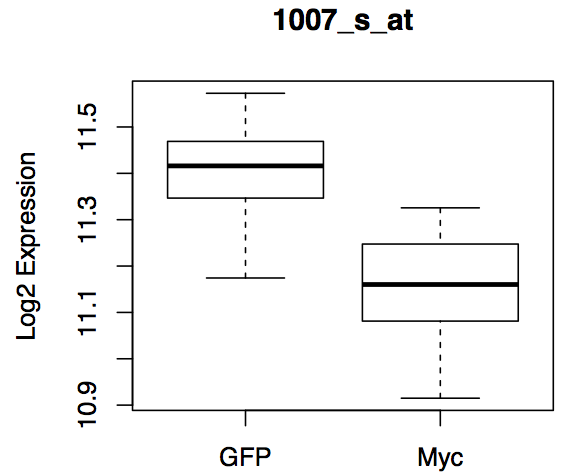 1007_s_at
Log2 Expression
11.5
11.3
11.1
10.9
GFP
Myc